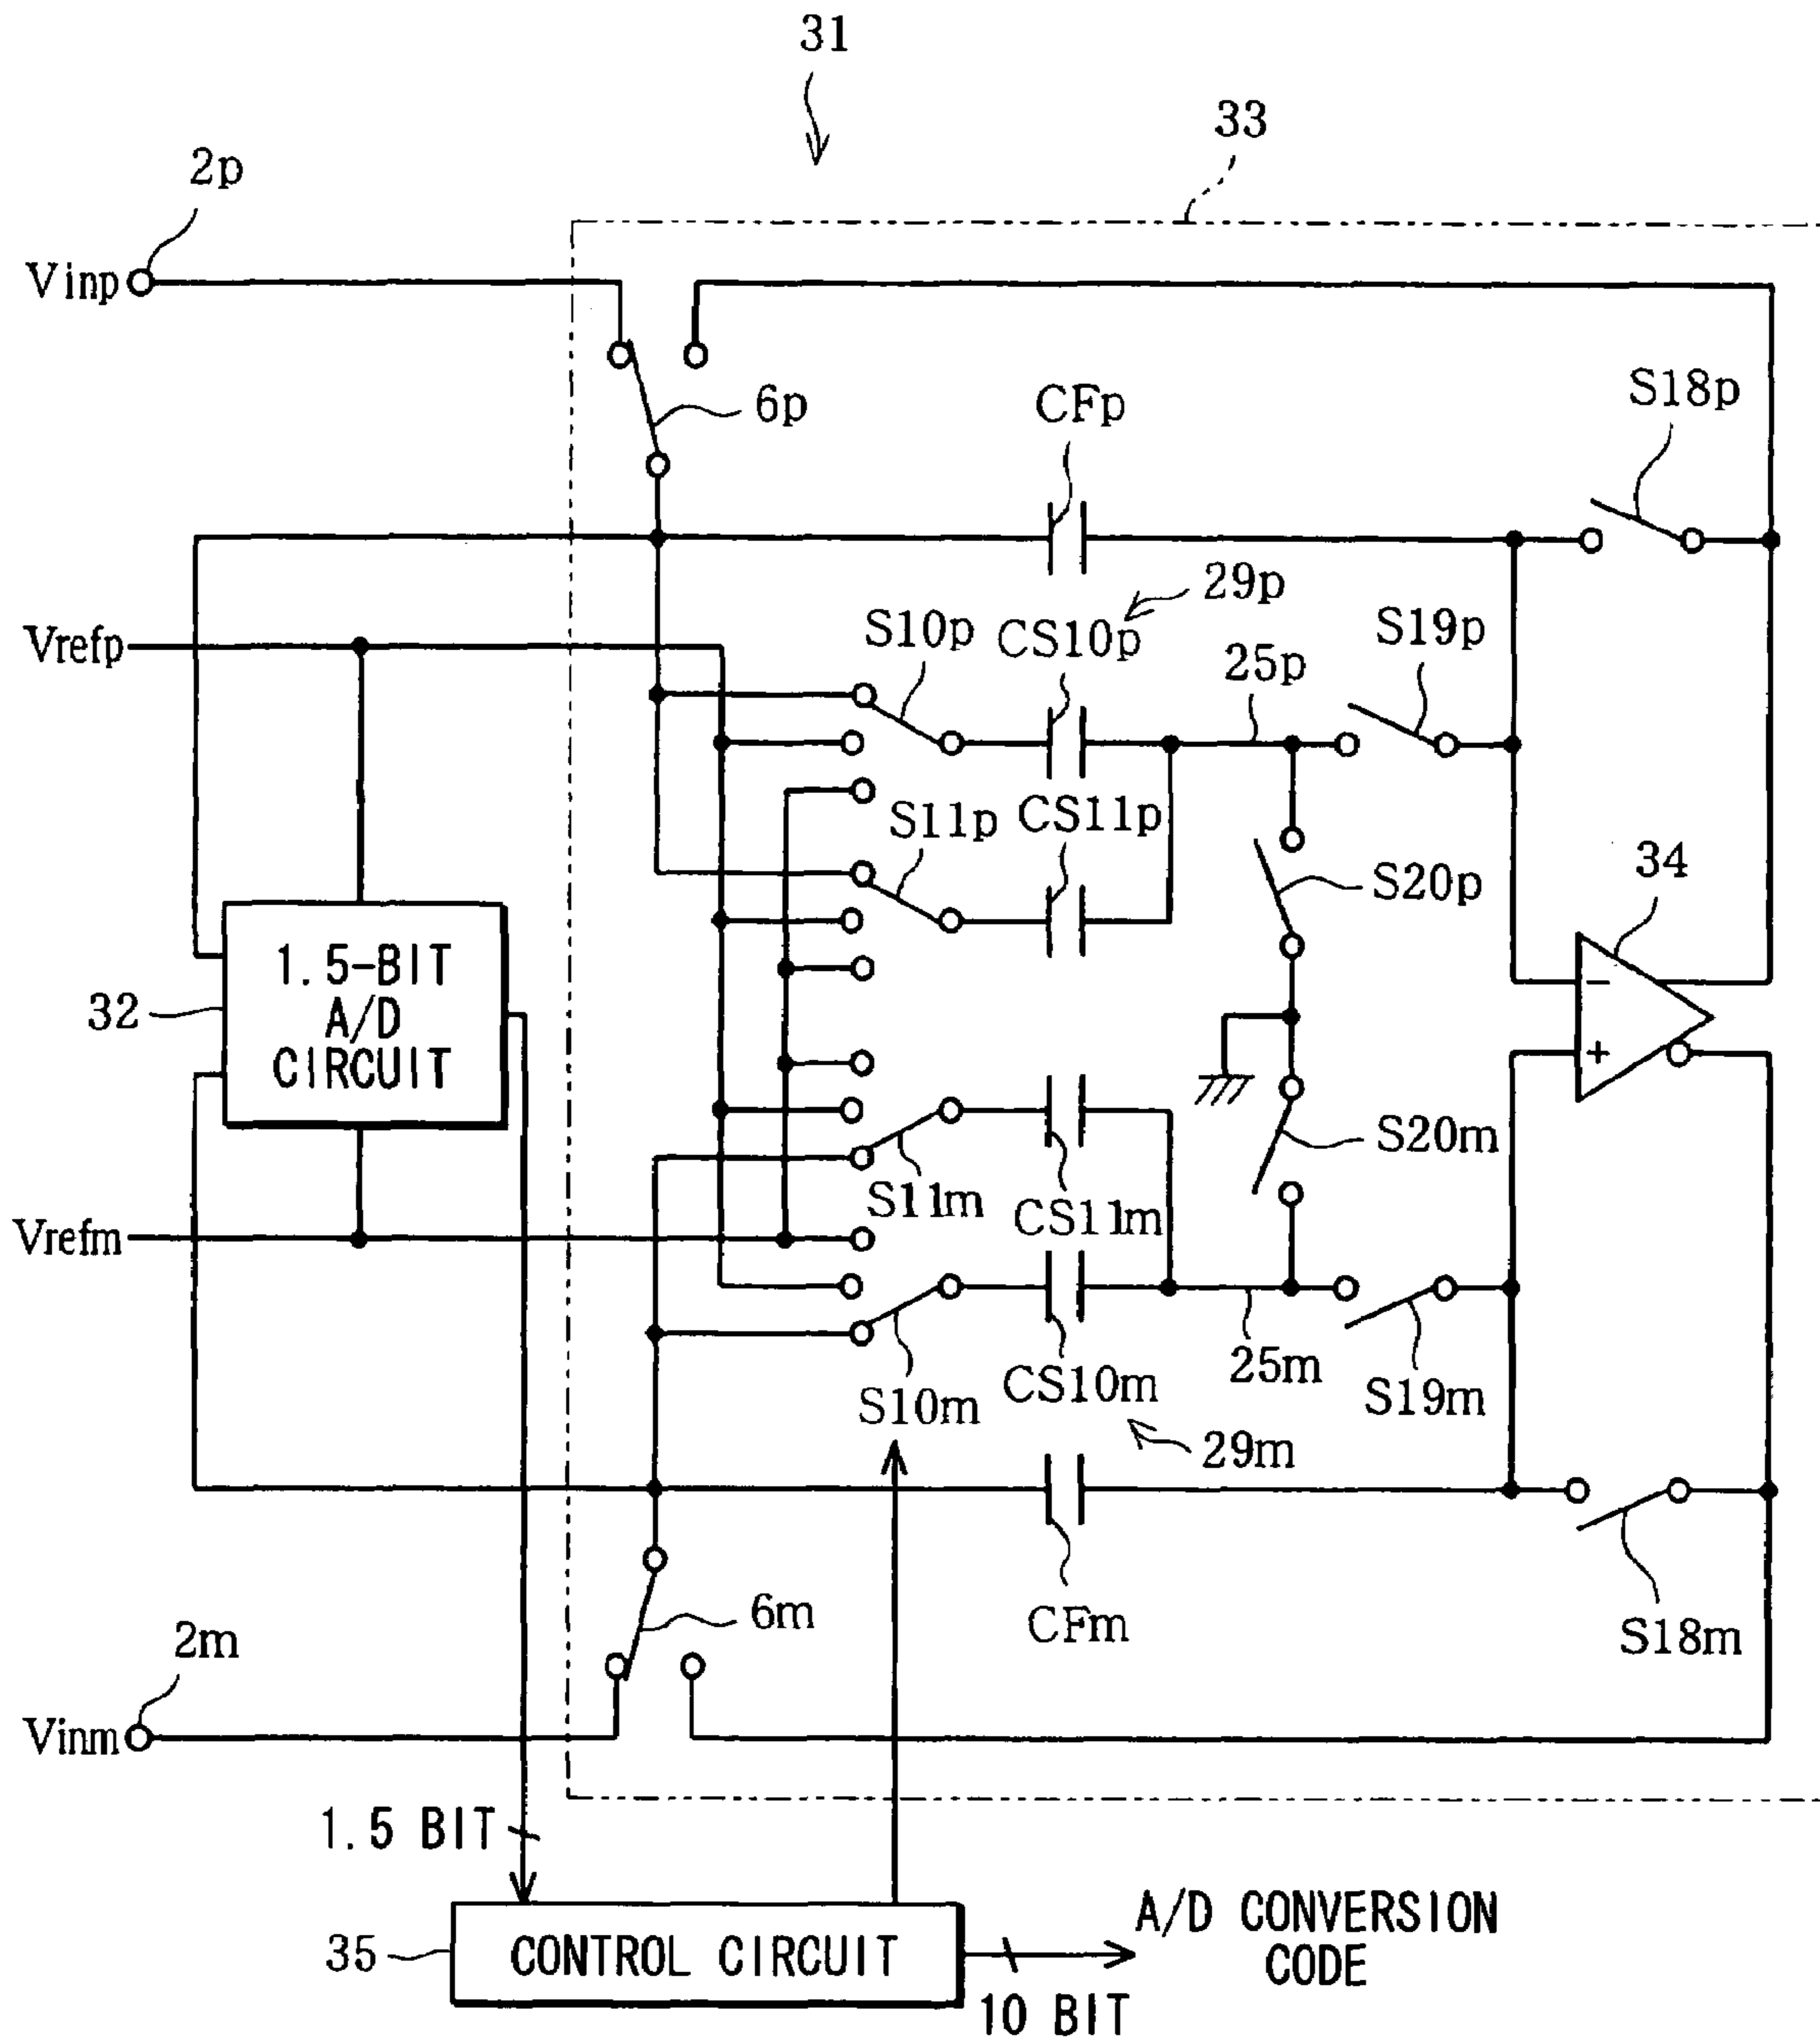 31
33
2p
Vinp
6p
CFp
S18p
29p
Vrefp
S10p
CS10p
S19p
25p
S11p
CS11p
34
S20p
1.5-BIT
A/D
CIRCUIT
32
−
+
S20m
S11m
CS11m
Vrefm
25m
S10m
CS10m
S19m
29m
6m
CFm
S18m
2m
Vinm
1.5 BIT
A/D CONVERSION
CODE
35
CONTROL CIRCUIT
10 BIT